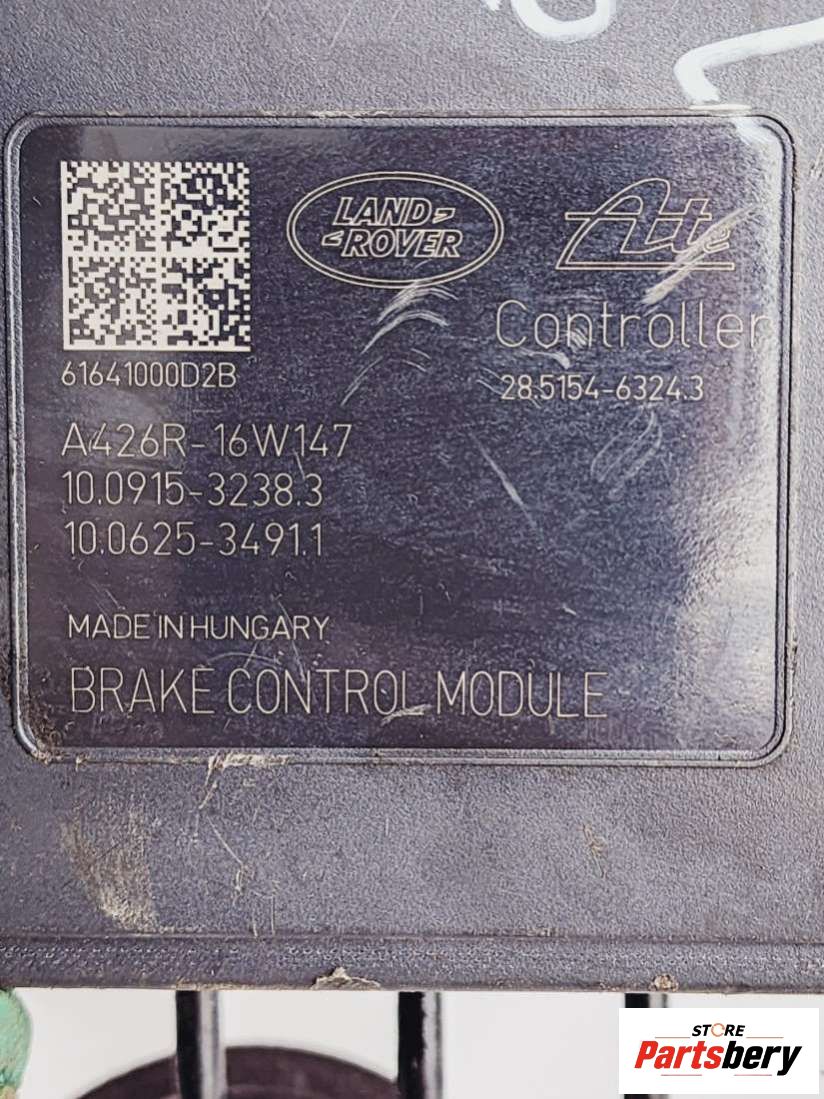 LAND-
-ROVER
Ate
Controller
61641000D2B
28.5154-6324.3
A426R-16W147
10.0915-3238.3
10.0625-3491.1
MADE IN HUNGARY
BRAKE CONTROL MODULE
STORE
Partsbery